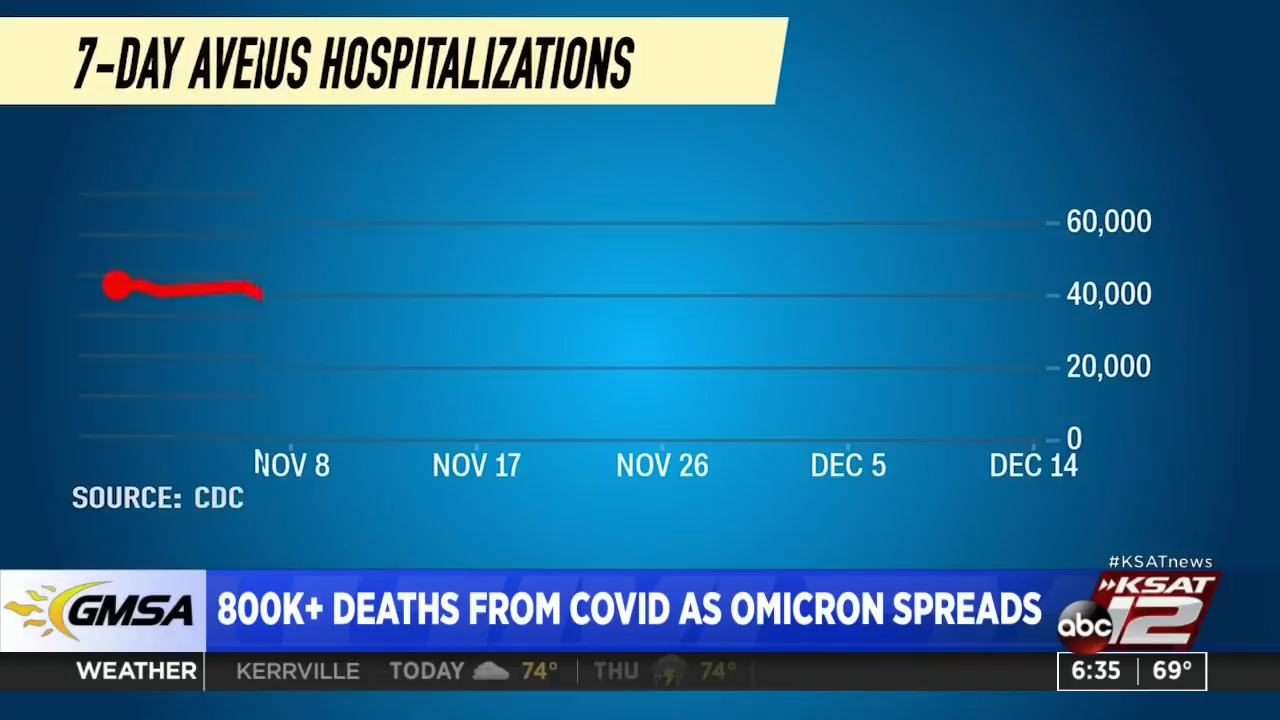 7-DAY AVEIUS HOSPITALIZATIONS
60,000
40,000
20,000
0
NOV 8 NOV 17 NOV 26 DEC 5 DEC 14
SOURCE: CDC
#KSATnews
GMSA 800K+ DEATHS FROM COVID AS OMICRON SPREADS
KSAT
abc 12
WEATHER KERRVILLE TODAY 74° THU 74° 6:35 69°